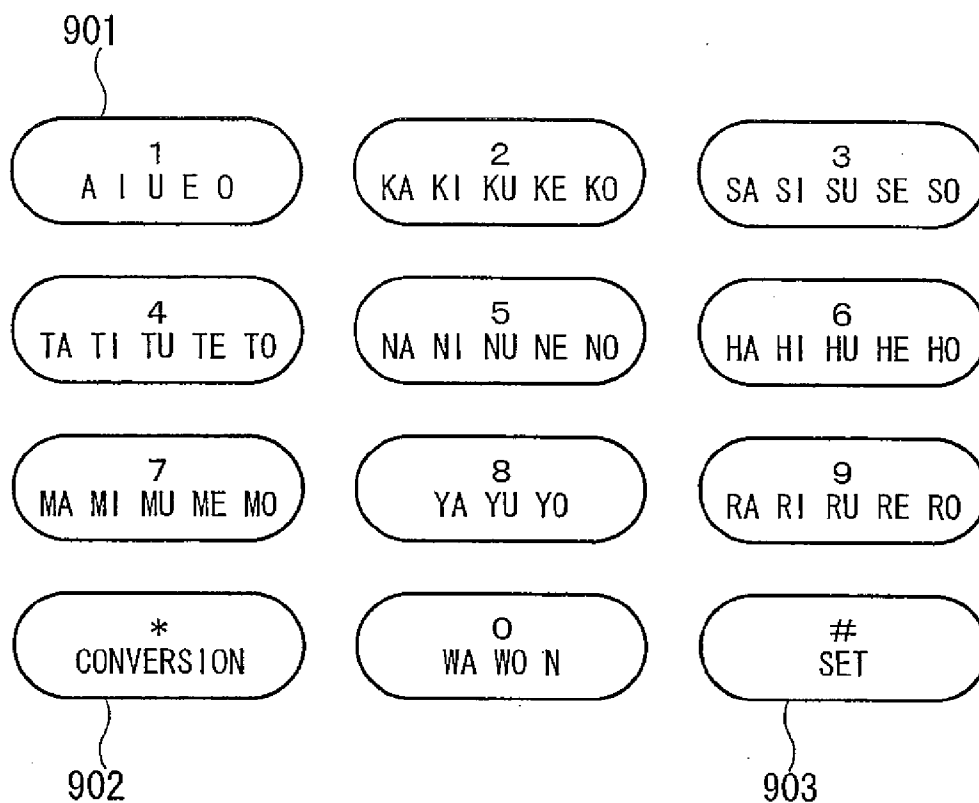 901
1
A I U E O
2
KA KI KU KE KO
3
SA SI SU SE SO
4
TA TI TU TE TO
5
NA NI NU NE NO
6
HA HI HU HE HO
7
MA MI MU ME MO
8
YA YU YO
9
RA RI RU RE RO
*
CONVERSION
0
WA WO N
#
SET
902
903